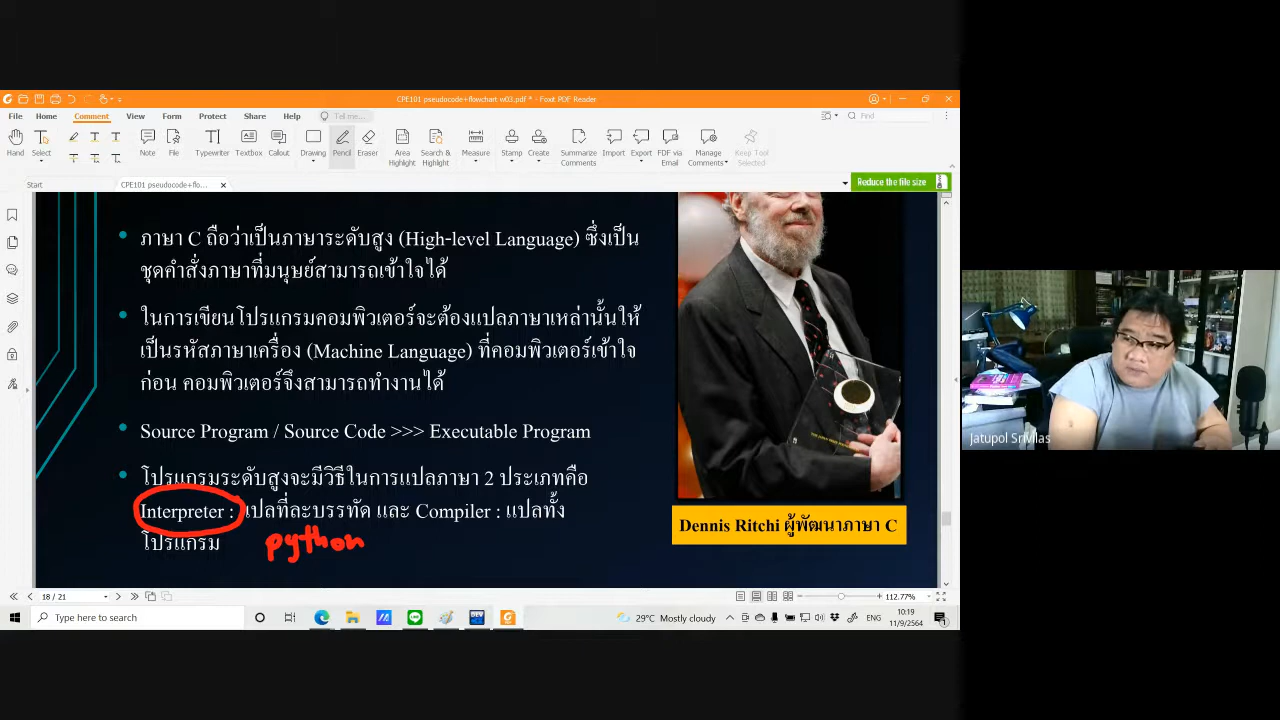 CPE101 pseudocode+flowchart w03.pdf * - Foxit PDF Reader
File Home Comment View Form Protect Share Help Tell me... Find
Hand Select Note File Typewriter Textbox Callout Drawing Pencil Eraser Area Highlight Search & Highlight Measure Stamp Create Summarize Comments Import Export FDF via Email Manage Comments Keep Tool Selected
Start CPE101 pseudocode+flo... Reduce the file size
• ภาษา C ถือว่าเป็นภาษาระดับสูง (High-level Language) ซึ่งเป็น
ชุดคำสั่งภาษาที่มนุษย์สามารถเข้าใจได้
• ในการเขียนโปรแกรมคอมพิวเตอร์จะต้องแปลภาษาเหล่านั้นให้
เป็นรหัสภาษาเครื่อง (Machine Language) ที่คอมพิวเตอร์เข้าใจ
ก่อน คอมพิวเตอร์จึงสามารถทำงานได้
• Source Program / Source Code >>> Executable Program
• โปรแกรมระดับสูงจะมีวิธีในการแปลภาษา 2 ประเภทคือ
Interpreter : แปลทีละบรรทัด และ Compiler : แปลทั้ง
โปรแกรม
python
Dennis Ritchi ผู้พัฒนาภาษา C
Jatupol Srivilas
18 / 21 112.77%
Type here to search DEV 29°C Mostly cloudy ENG 10:19
11/9/2564